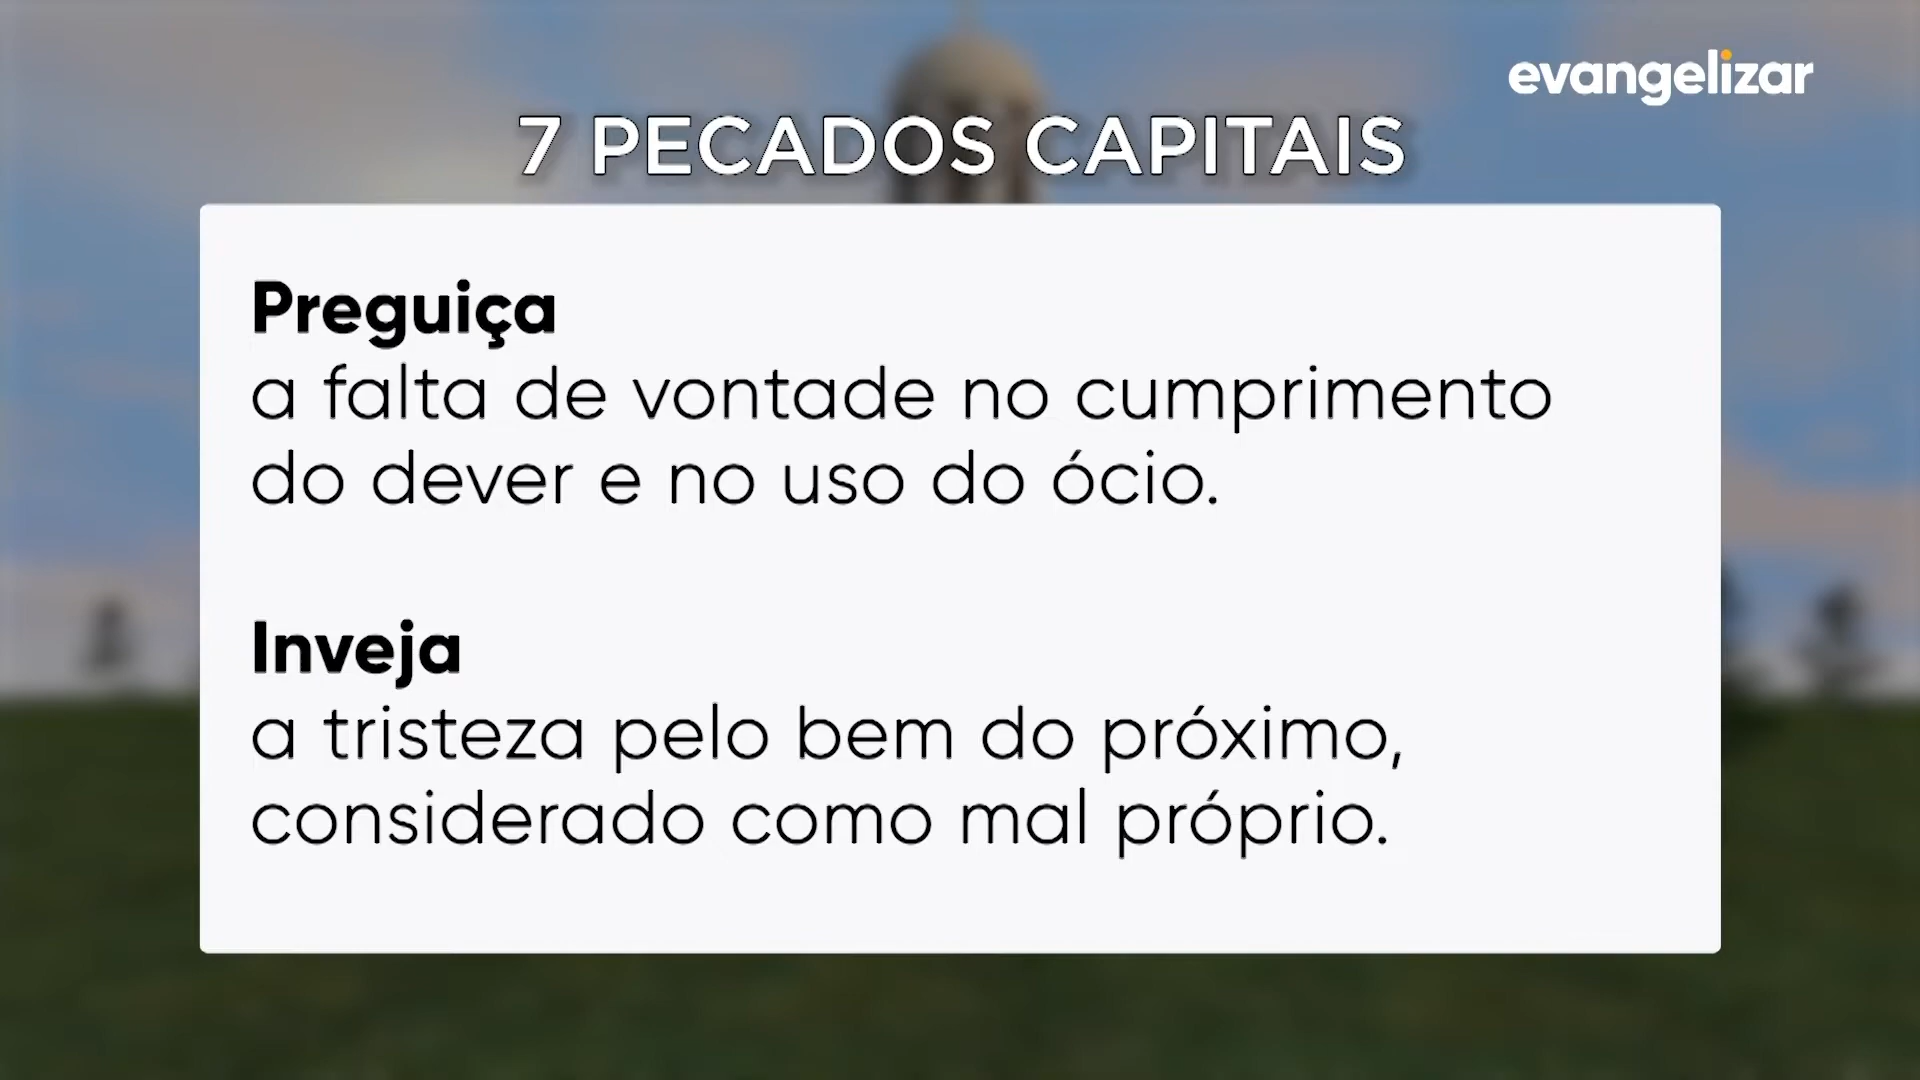 evangelizar
7 PECADOS CAPITAIS
Preguiça
a falta de vontade no cumprimento
do dever e no uso do ócio.
Inveja
a tristeza pelo bem do próximo,
considerado como mal próprio.